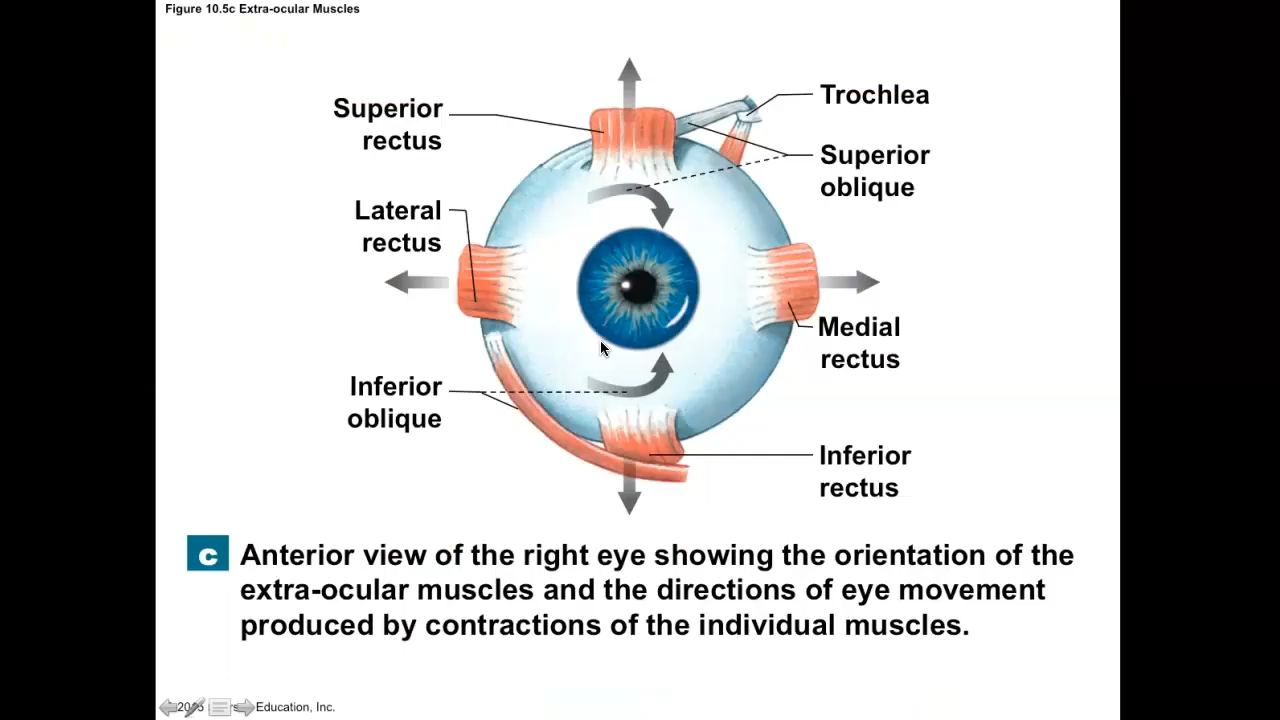 Figure 10.5c Extra-ocular Muscles
Superior
rectus
Trochlea
Superior
oblique
Lateral
rectus
Medial
rectus
Inferior
oblique
Inferior
rectus
c Anterior view of the right eye showing the orientation of the
extra-ocular muscles and the directions of eye movement
produced by contractions of the individual muscles.
Education, Inc.